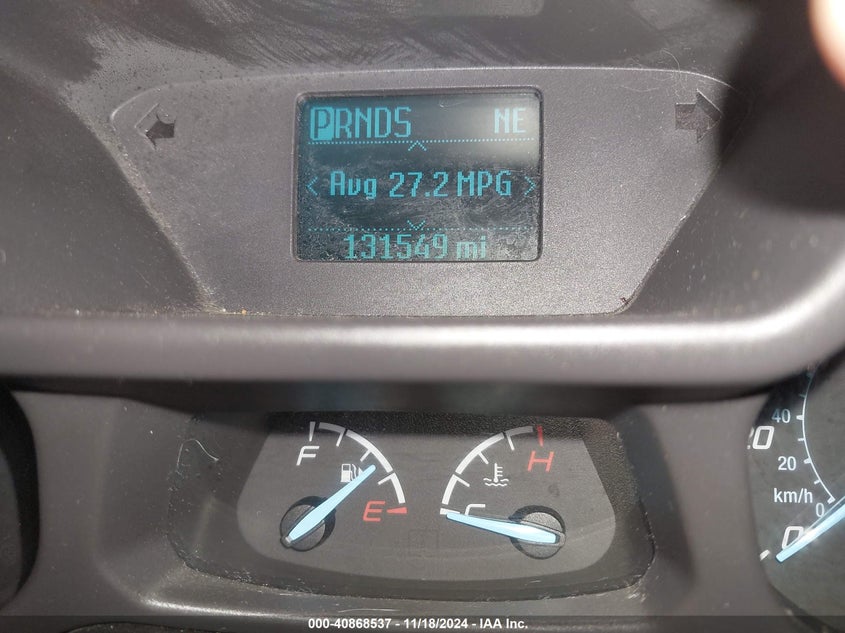 PRNDS NE
< Avg 27.2 MPG >
131549 mi
F H
E C
40
20 20
km/h
0
0
000-40868537 - 11/18/2024 - IAA Inc.